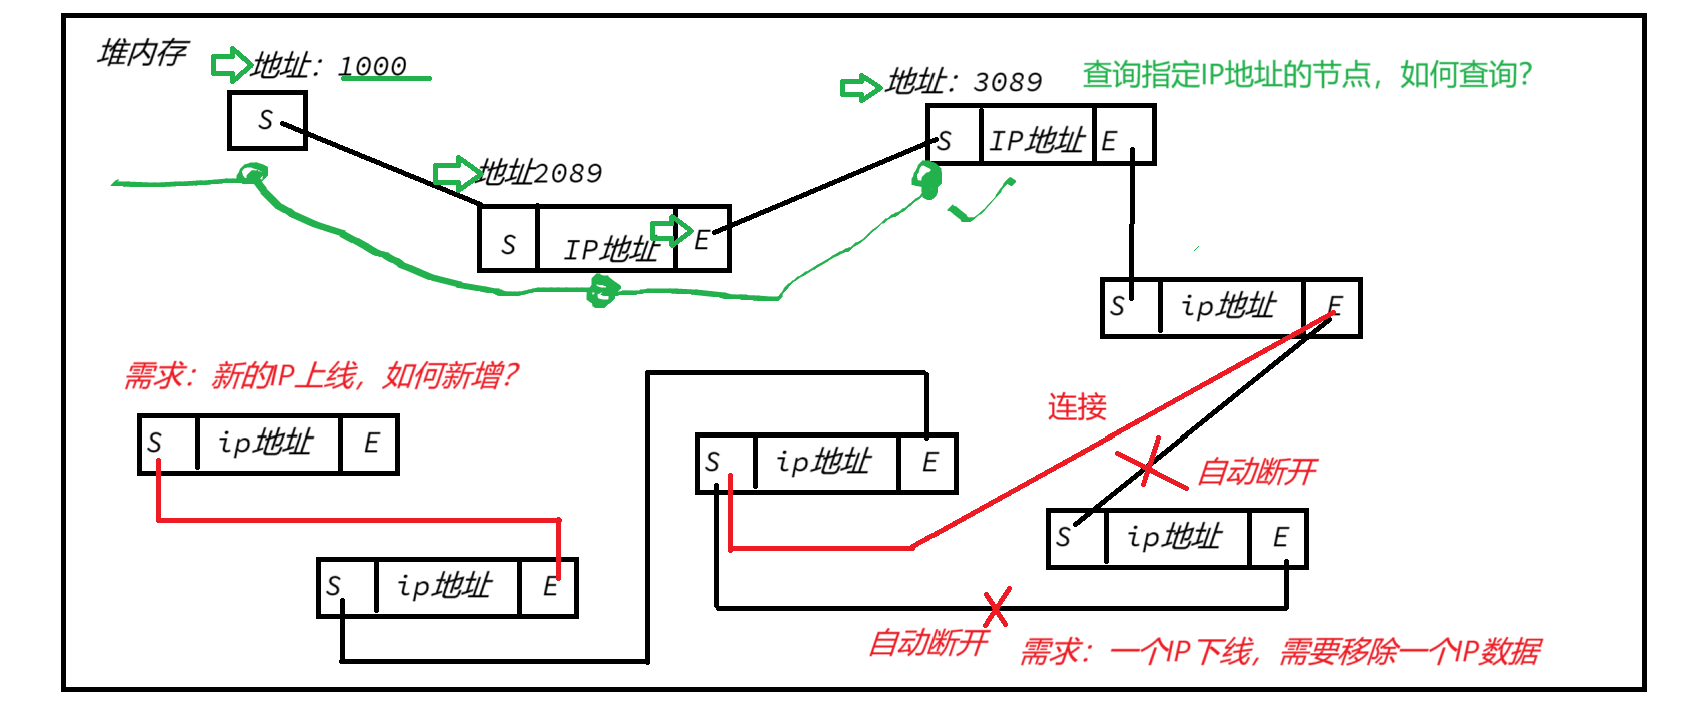 堆内存
地址：1000
地址：3089
查询指定IP地址的节点，如何查询？
S
S IP地址 E
地址2089
S IP地址 E
S ip地址 E
需求：新的IP上线，如何新增？
连接
S ip地址 E
S ip地址 E
自动断开
S ip地址 E
S ip地址 E
自动断开
需求：一个IP下线，需要移除一个IP数据